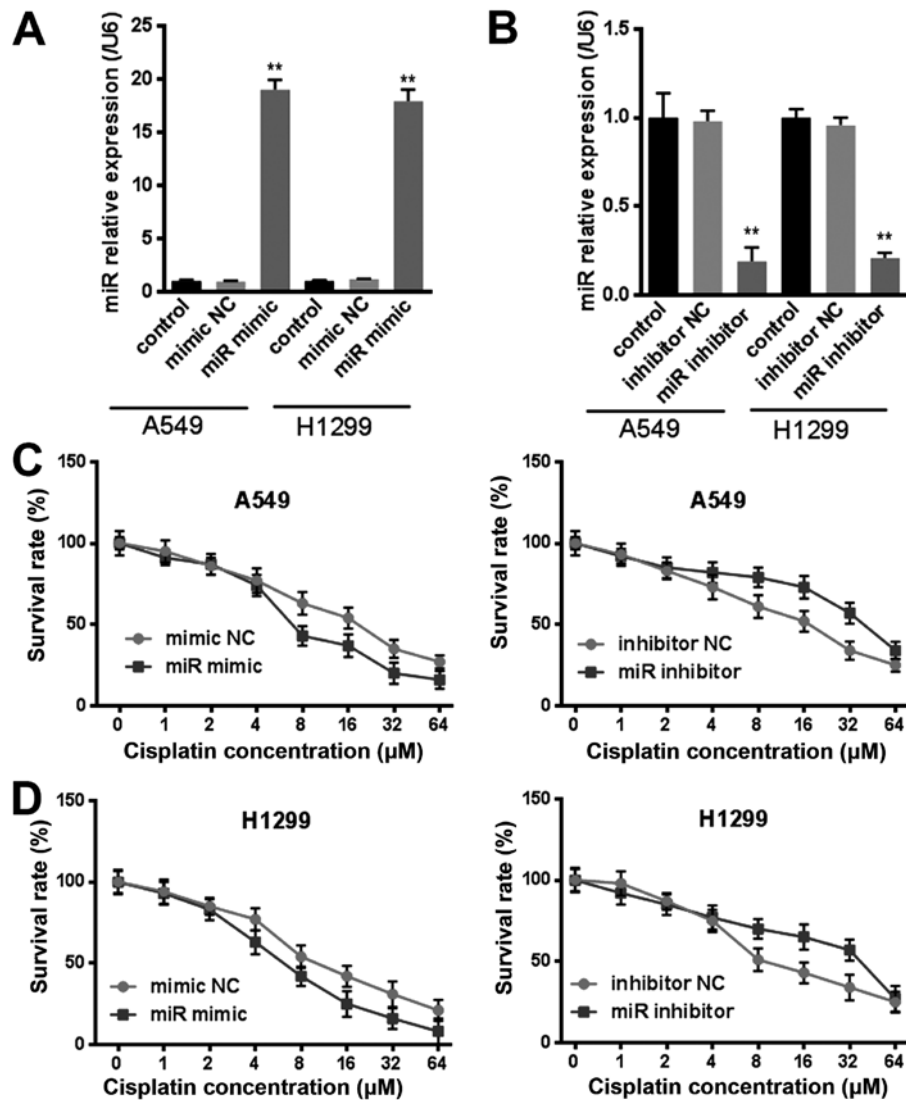 A
miR relative expression (/U6)
25
20
15
10
5
0
** **
control
mimic NC
miR mimic
control
mimic NC
miR mimic
A549 H1299
B
miR relative expression (/U6)
1.0
0.5
0.0
** **
control
inhibitor NC
miR inhibitor
control
inhibitor NC
miR inhibitor
A549 H1299
C
Survival rate (%)
150
100
50
0
A549
mimic NC
miR mimic
0 1 2 4 8 16 32 64
Cisplatin concentration (μM)
Survival rate (%)
150
100
50
0
A549
inhibitor NC
miR inhibitor
0 1 2 4 8 16 32 64
Cisplatin concentration (μM)
D
Survival rate (%)
150
100
50
0
H1299
mimic NC
miR mimic
0 1 2 4 8 16 32 64
Cisplatin concentration (μM)
Survival rate (%)
150
100
50
0
H1299
inhibitor NC
miR inhibitor
0 1 2 4 8 16 32 64
Cisplatin concentration (μM)